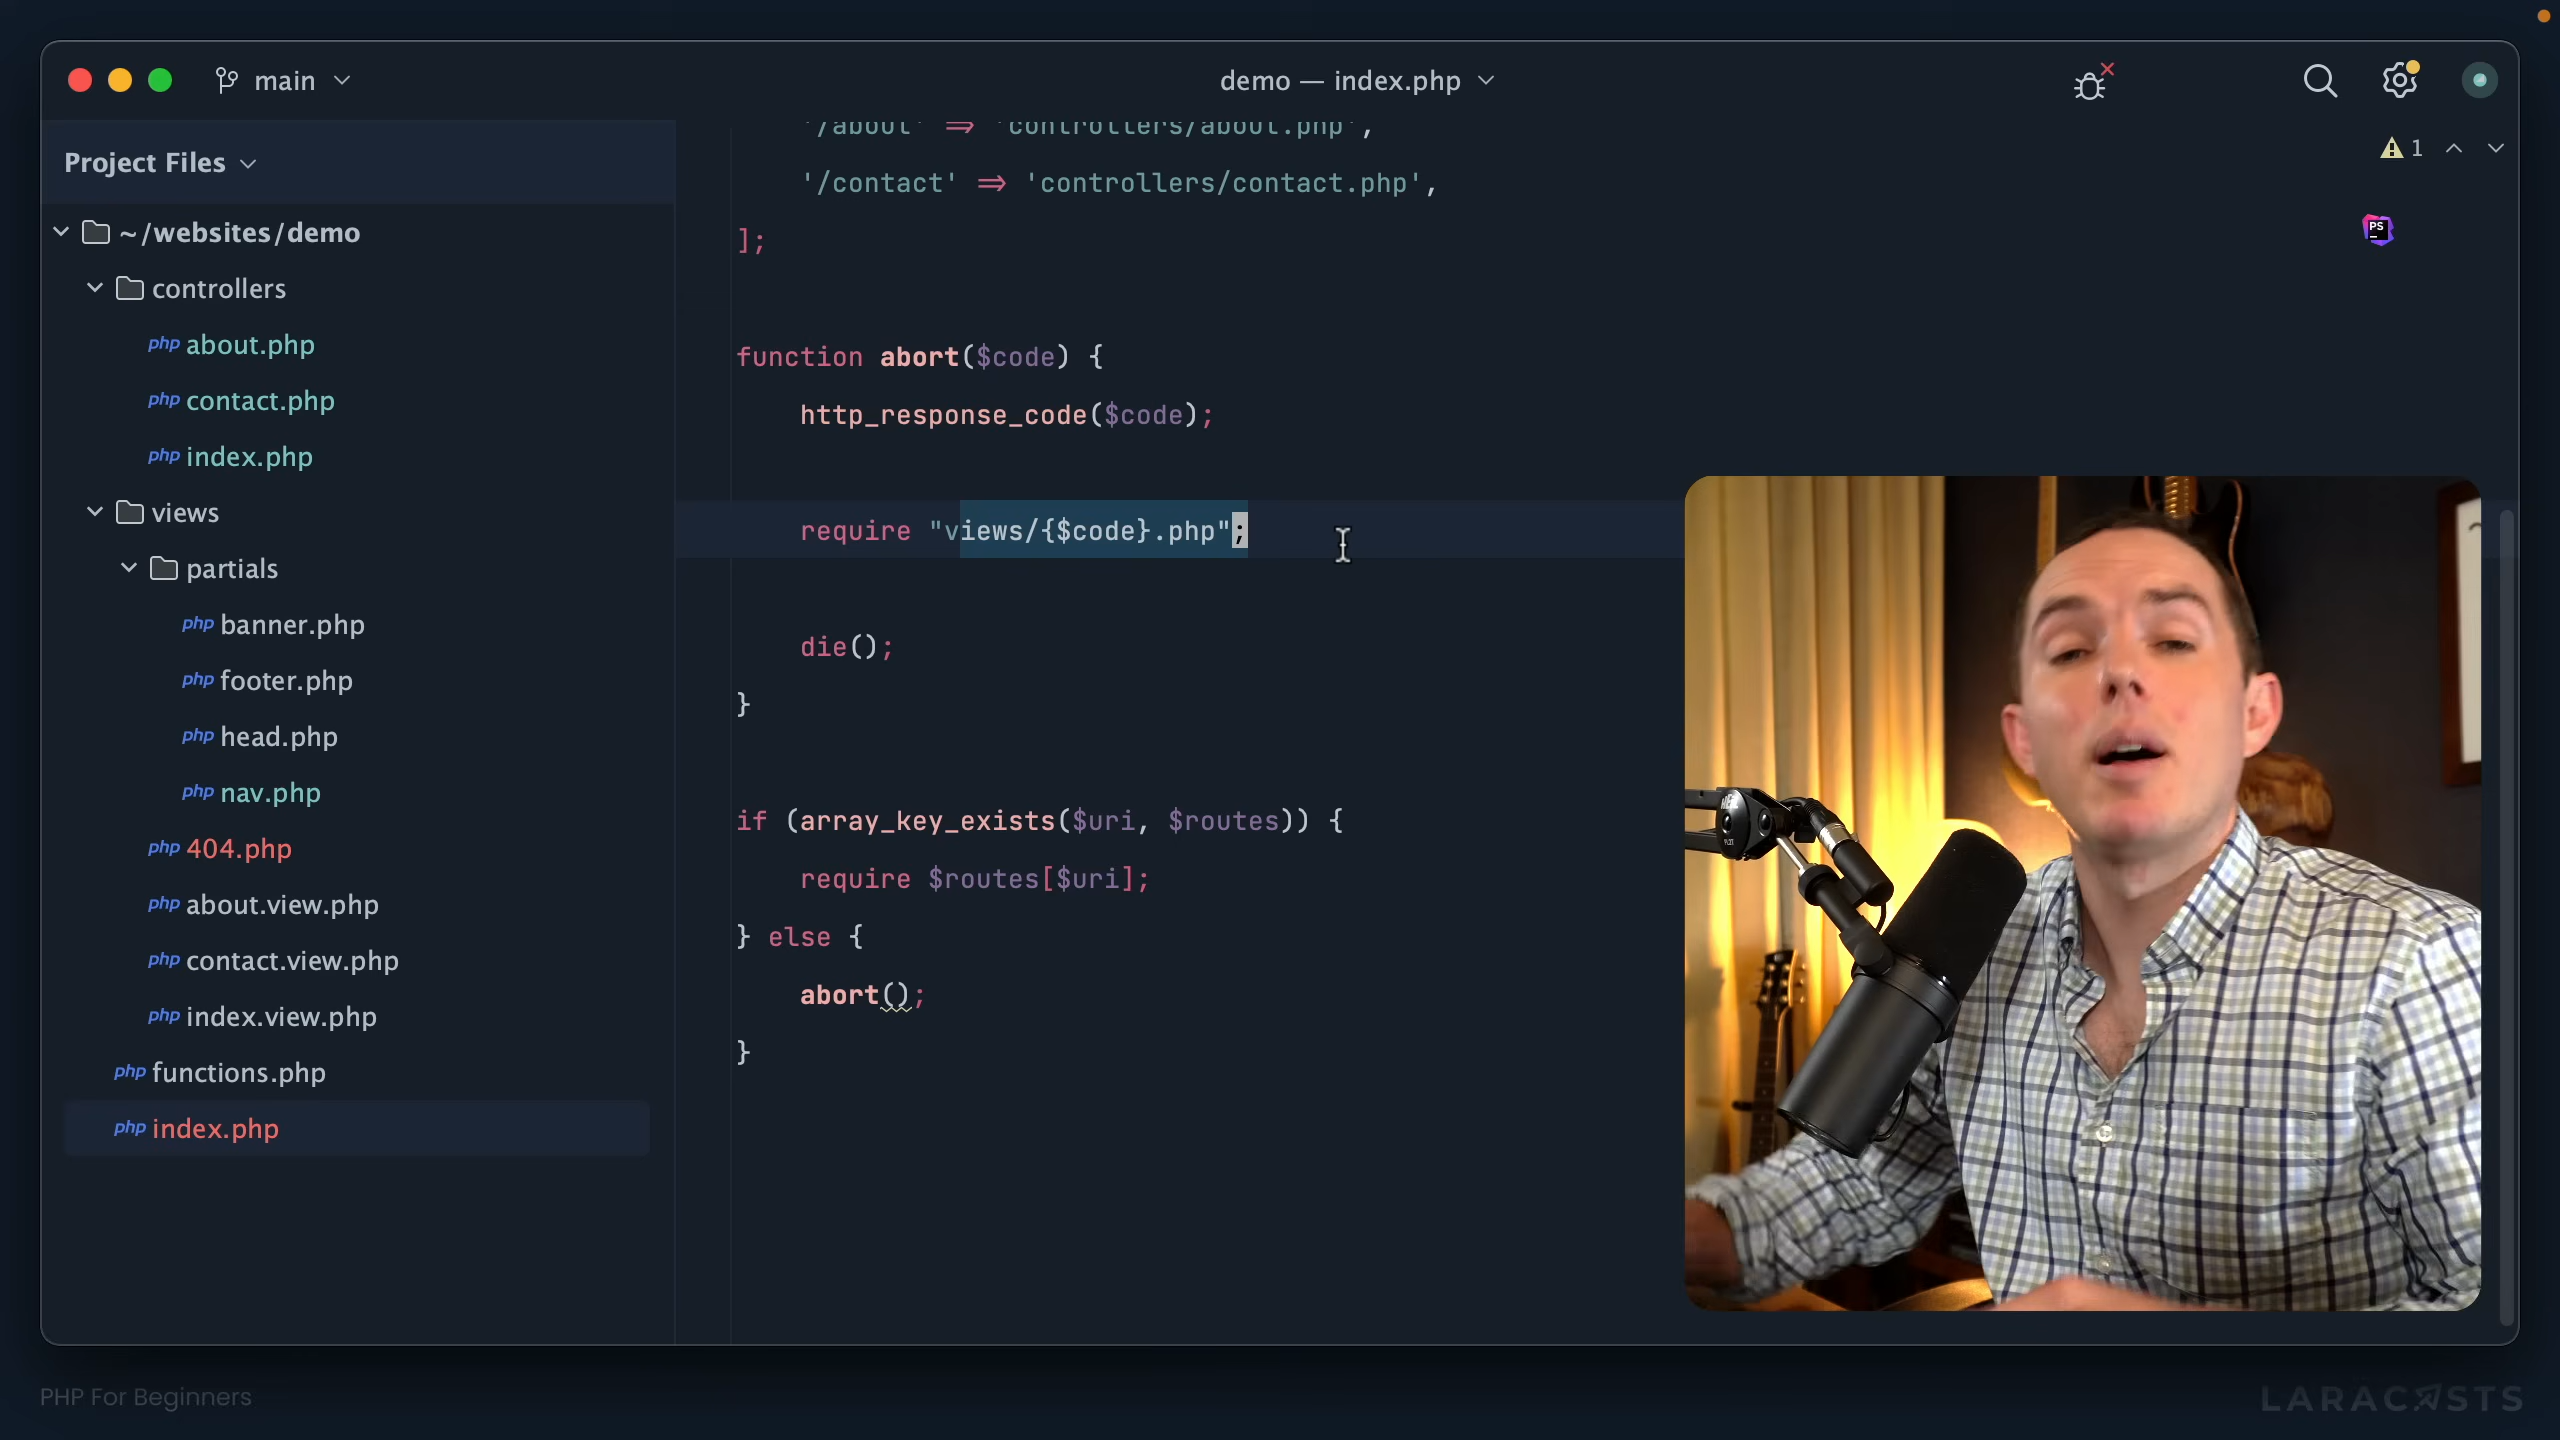 main
demo — index.php
Project Files
~/websites/demo
controllers
php about.php
php contact.php
php index.php
views
partials
php banner.php
php footer.php
php head.php
php nav.php
php 404.php
php about.view.php
php contact.view.php
php index.view.php
php functions.php
php index.php
'/about' => 'controllers/about.php',
'/contact' => 'controllers/contact.php',
];
function abort($code) {
http_response_code($code);
require "views/{$code}.php";
die();
}
if (array_key_exists($uri, $routes)) {
require $routes[$uri];
} else {
abort();
}
1
PS
PHP For Beginners
LARACASTS